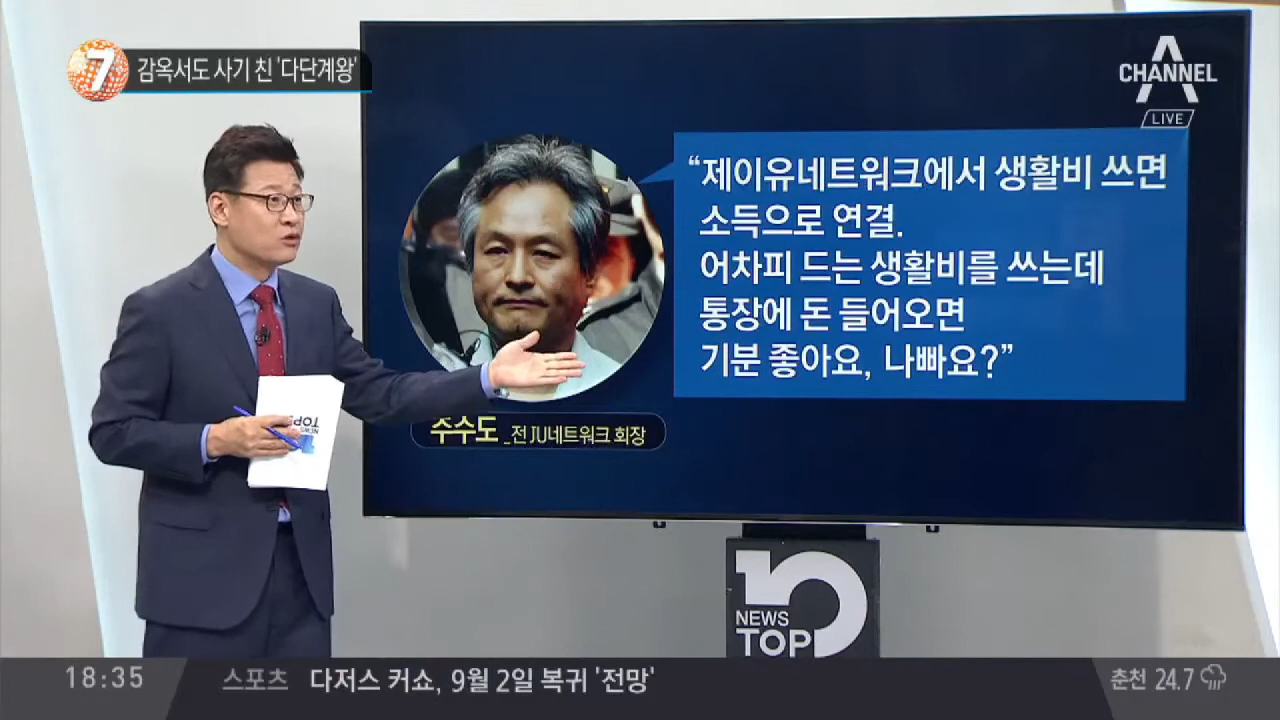 7 감옥서도 사기 친 '다단계왕'
CHANNEL A
LIVE
“제이유네트워크에서 생활비 쓰면
소득으로 연결.
어차피 드는 생활비를 쓰는데
통장에 돈 들어오면
기분 좋아요, 나빠요?”
주수도 _전 JU네트워크 회장
NEWS
TOP
NEWS
TOP10
18:35 스포츠 다저스 커쇼, 9월 2일 복귀 '전망' 춘천 24.7